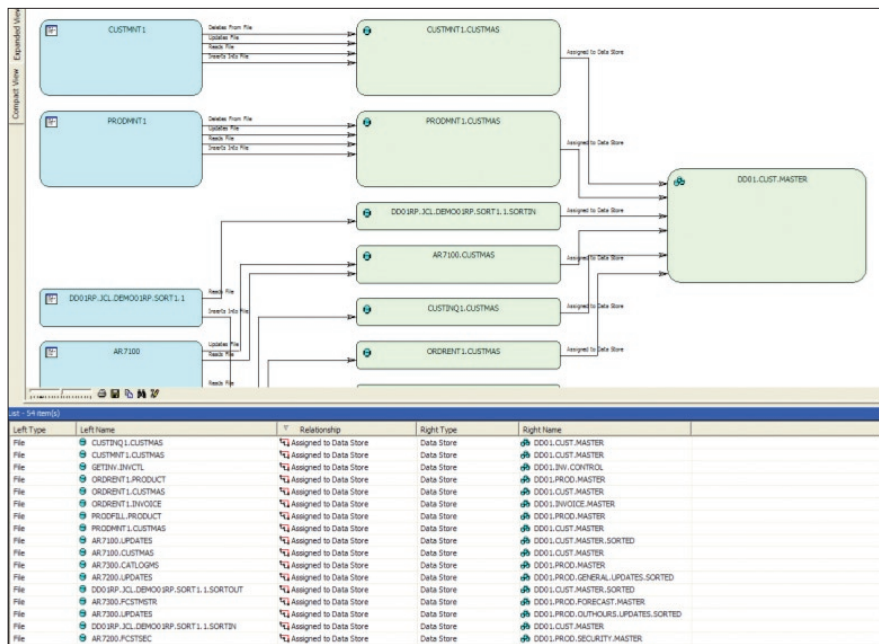 Expanded View
Compact View
CUSTMNT1
Deletes From File
Updates File
Reads File
Inserts Into File
CUSTMNT1.CUSTMAS
Assigned to Data Store
PRODMNT1
Deletes From File
Updates File
Reads File
Inserts Into File
PRODMNT1.CUSTMAS
Assigned to Data Store
DD01.CUST.MASTER
DD01RP.JCL.DEMO01RP.SORT1.1.SORTIN
Assigned to Data Store
AR7100.CUSTMAS
Assigned to Data Store
DD01RP.JCL.DEMO01RP.SORT1.1
Reads File
Inserts Into File
CUSTINQ1.CUSTMAS
Assigned to Data Store
AR7100
Updates File
Reads File
ORDRENT1.CUSTMAS
Assigned to Data Store
List - 54 item(s)
Left Type Left Name Relationship Right Type Right Name
File CUSTINQ1.CUSTMAS Assigned to Data Store Data Store DD01.CUST.MASTER
File CUSTMNT1.CUSTMAS Assigned to Data Store Data Store DD01.CUST.MASTER
File GETINV.INVCTL Assigned to Data Store Data Store DD01.INV.CONTROL
File ORDRENT1.PRODUCT Assigned to Data Store Data Store DD01.PROD.MASTER
File ORDRENT1.CUSTMAS Assigned to Data Store Data Store DD01.CUST.MASTER
File ORDRENT1.INVOICE Assigned to Data Store Data Store DD01.INVOICE.MASTER
File PRODFILL.PRODUCT Assigned to Data Store Data Store DD01.PROD.MASTER
File PRODMNT1.CUSTMAS Assigned to Data Store Data Store DD01.CUST.MASTER
File AR7100.UPDATES Assigned to Data Store Data Store DD01.CUST.MASTER.SORTED
File AR7100.CUSTMAS Assigned to Data Store Data Store DD01.CUST.MASTER
File AR7300.CATLOGMS Assigned to Data Store Data Store DD01.PROD.MASTER
File AR7200.UPDATES Assigned to Data Store Data Store DD01.PROD.GENERAL.UPDATES.SORTED
File DD01RP.JCL.DEMO01RP.SORT1.1.SORTOUT Assigned to Data Store Data Store DD01.CUST.MASTER.SORTED
File AR7300.FCSTMSTR Assigned to Data Store Data Store DD01.PROD.FORECAST.MASTER
File AR7300.UPDATES Assigned to Data Store Data Store DD01.PROD.OUTHOURS.UPDATES.SORTED
File DD01RP.JCL.DEMO01RP.SORT1.1.SORTIN Assigned to Data Store Data Store DD01.CUST.MASTER
File AR7200.FCSTSEC Assigned to Data Store Data Store DD01.PROD.SECURITY.MASTER